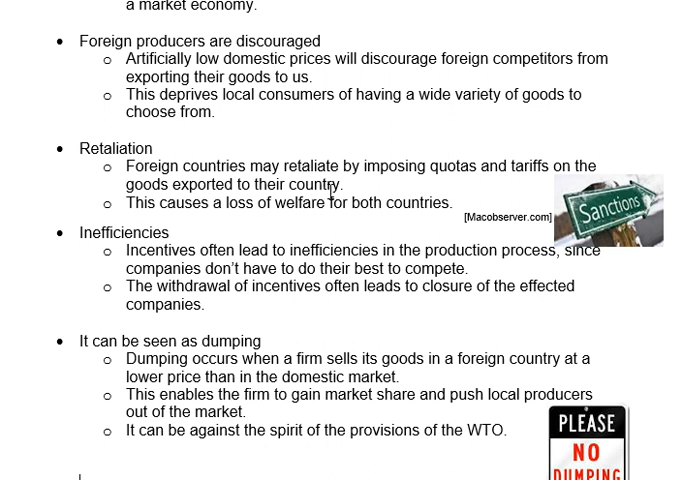 a market economy.
• Foreign producers are discouraged
o Artificially low domestic prices will discourage foreign competitors from
exporting their goods to us.
o This deprives local consumers of having a wide variety of goods to
choose from.
• Retaliation
o Foreign countries may retaliate by imposing quotas and tariffs on the
goods exported to their country.
o This causes a loss of welfare for both countries.
[Macobserver.com]
Sanctions
• Inefficiencies
o Incentives often lead to inefficiencies in the production process, since
companies don’t have to do their best to compete.
o The withdrawal of incentives often leads to closure of the effected
companies.
• It can be seen as dumping
o Dumping occurs when a firm sells its goods in a foreign country at a
lower price than in the domestic market.
o This enables the firm to gain market share and push local producers
out of the market.
o It can be against the spirit of the provisions of the WTO.
PLEASE
NO
DUMPING